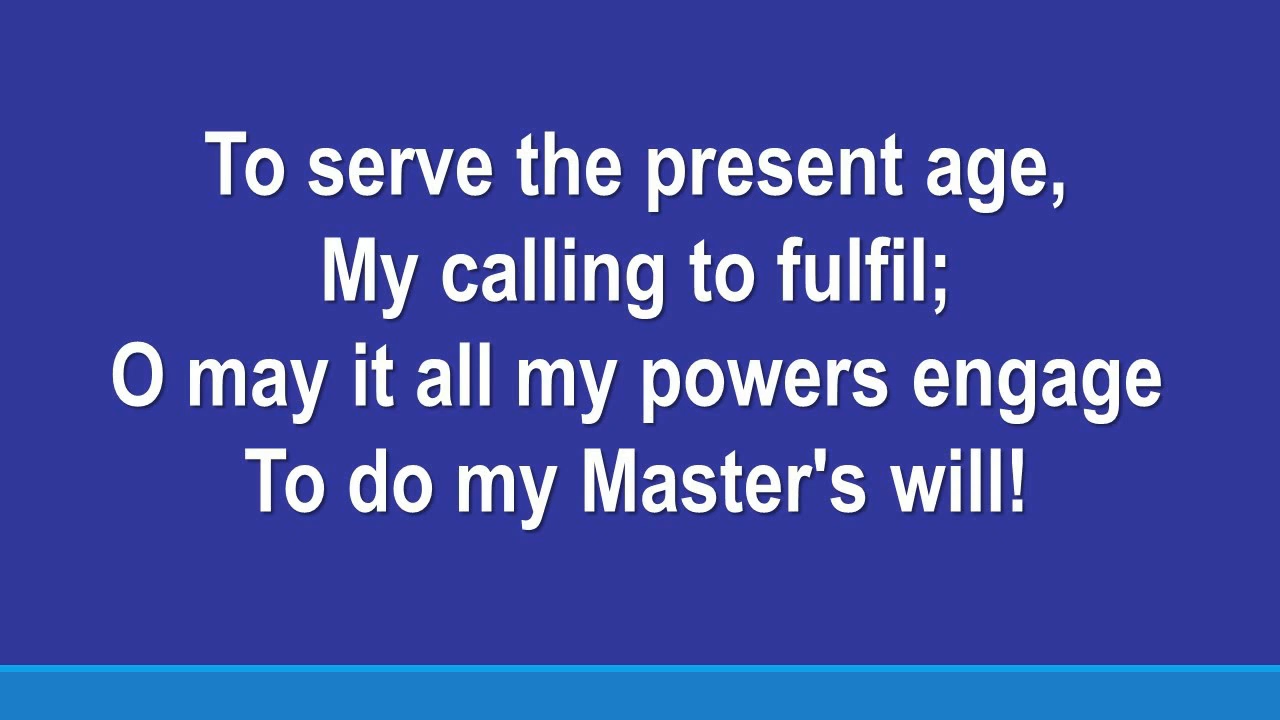 To serve the present age,
My calling to fulfil;
O may it all my powers engage
To do my Master's will!